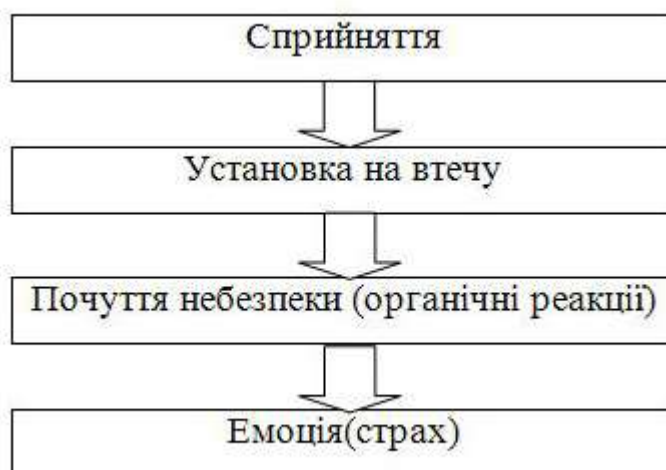 Сприйняття
Установка на втечу
Почуття небезпеки (органічні реакції)
Емоція(страх)